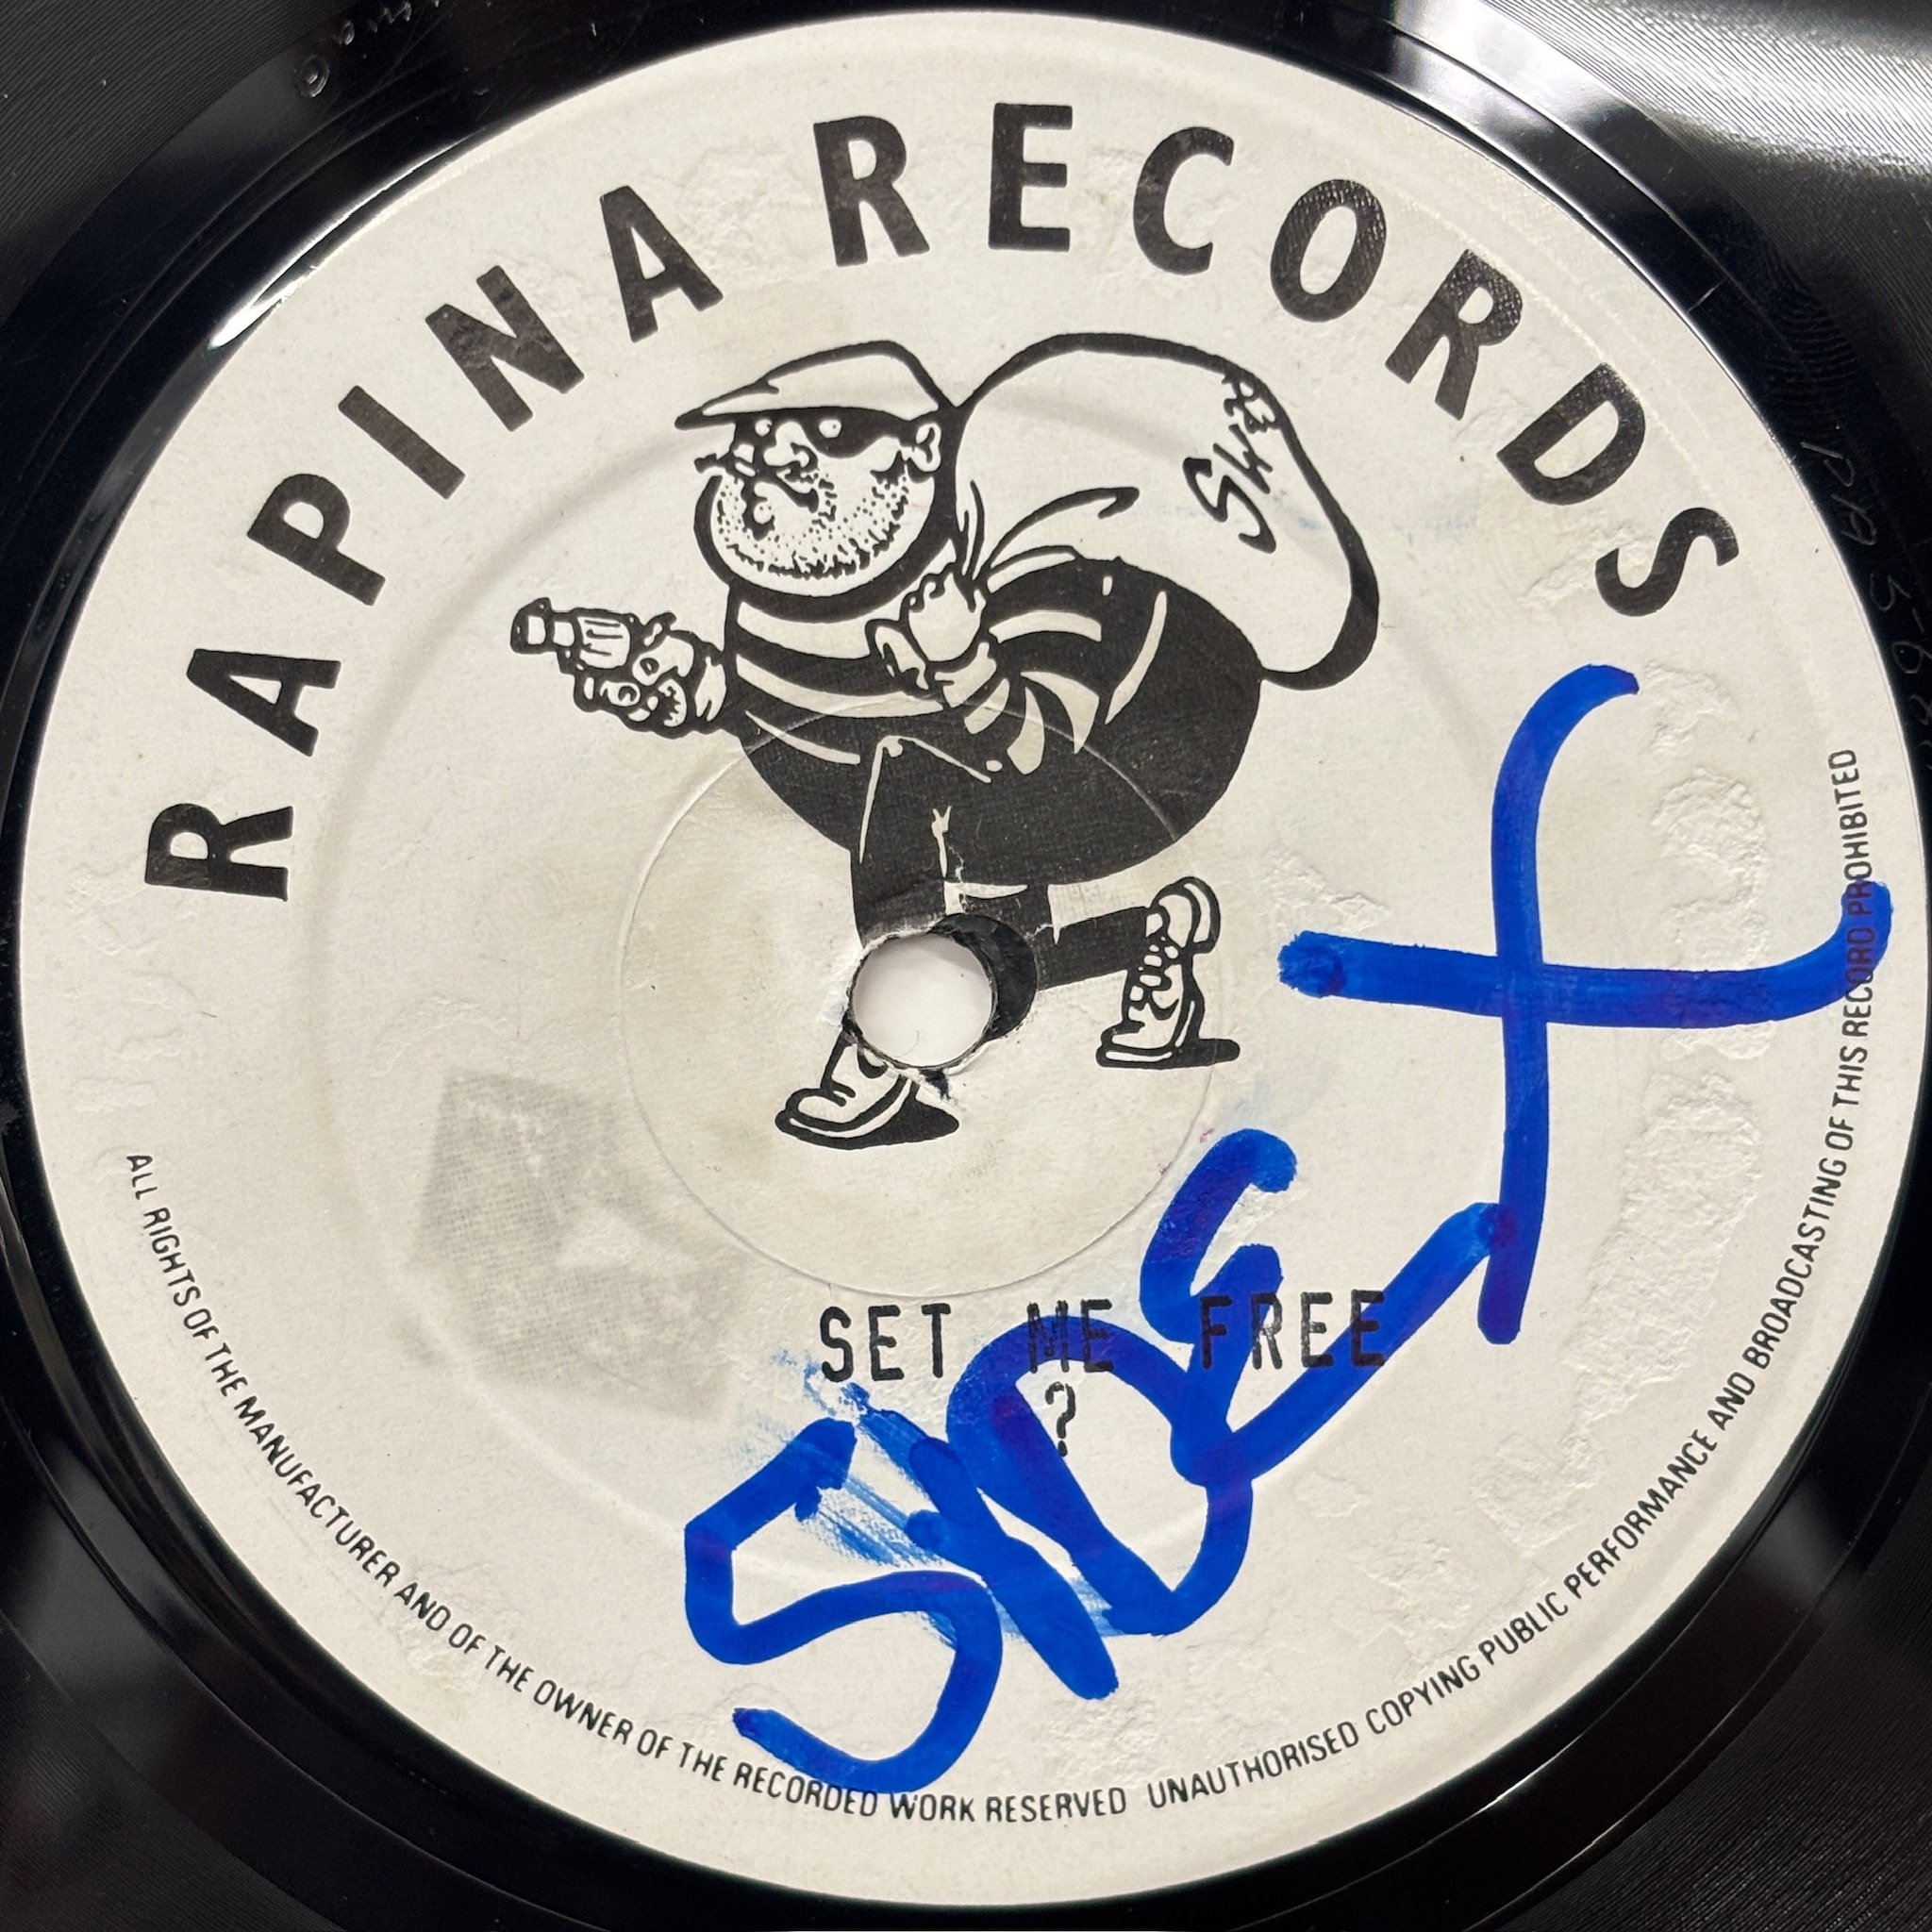 RAPINA RECORDS
SET ME FREE
?
SIDE X
ALL RIGHTS OF THE MANUFACTURER AND OF THE OWNER OF THE RECORDED WORK RESERVED UNAUTHORISED COPYING PUBLIC PERFORMANCE AND BROADCASTING OF THIS RECORD PROHIBITED